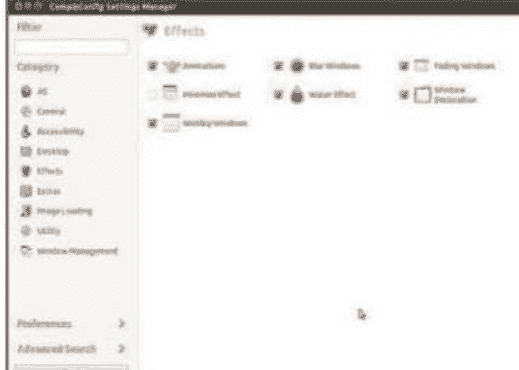 CompizConfig Settings Manager
Filter
Effects
Category
Animations
Blur Windows
Fading Windows
All
Minimize Effect
Water Effect
Window Decoration
General
Wobbly Windows
Accessibility
Desktop
Effects
Extras
Image Loading
Utility
Window Management
Preferences
Advanced Search